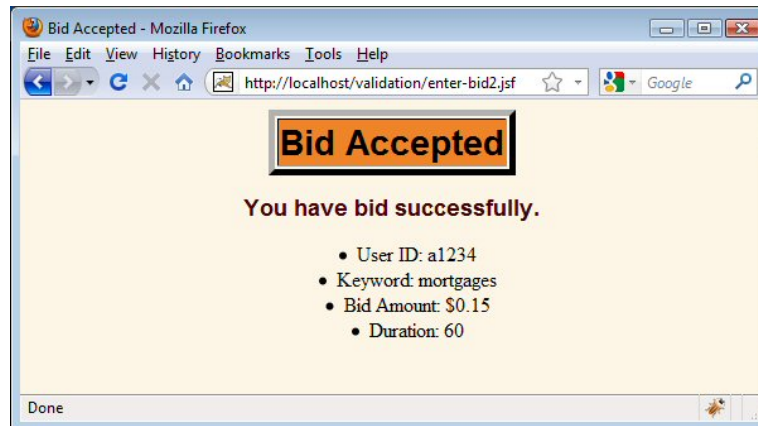 Bid Accepted - Mozilla Firefox
File Edit View History Bookmarks Tools Help
http://localhost/validation/enter-bid2.jsf Google
Bid Accepted
You have bid successfully.
• User ID: a1234
• Keyword: mortgages
• Bid Amount: $0.15
• Duration: 60
Done